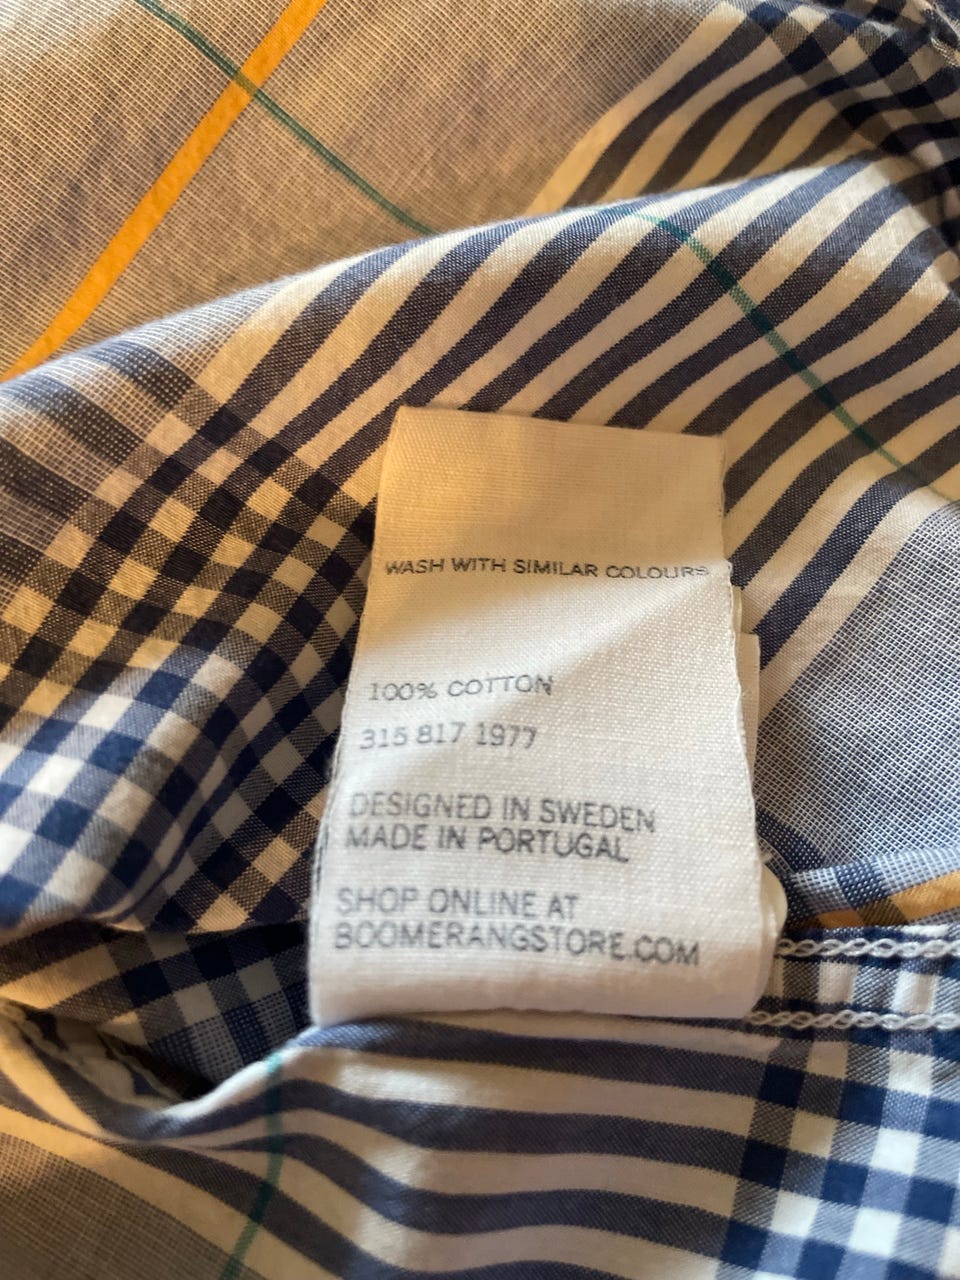 WASH WITH SIMILAR COLOURS
100% COTTON
315 817 1977
DESIGNED IN SWEDEN
MADE IN PORTUGAL
SHOP ONLINE AT
BOOMERANGSTORE.COM